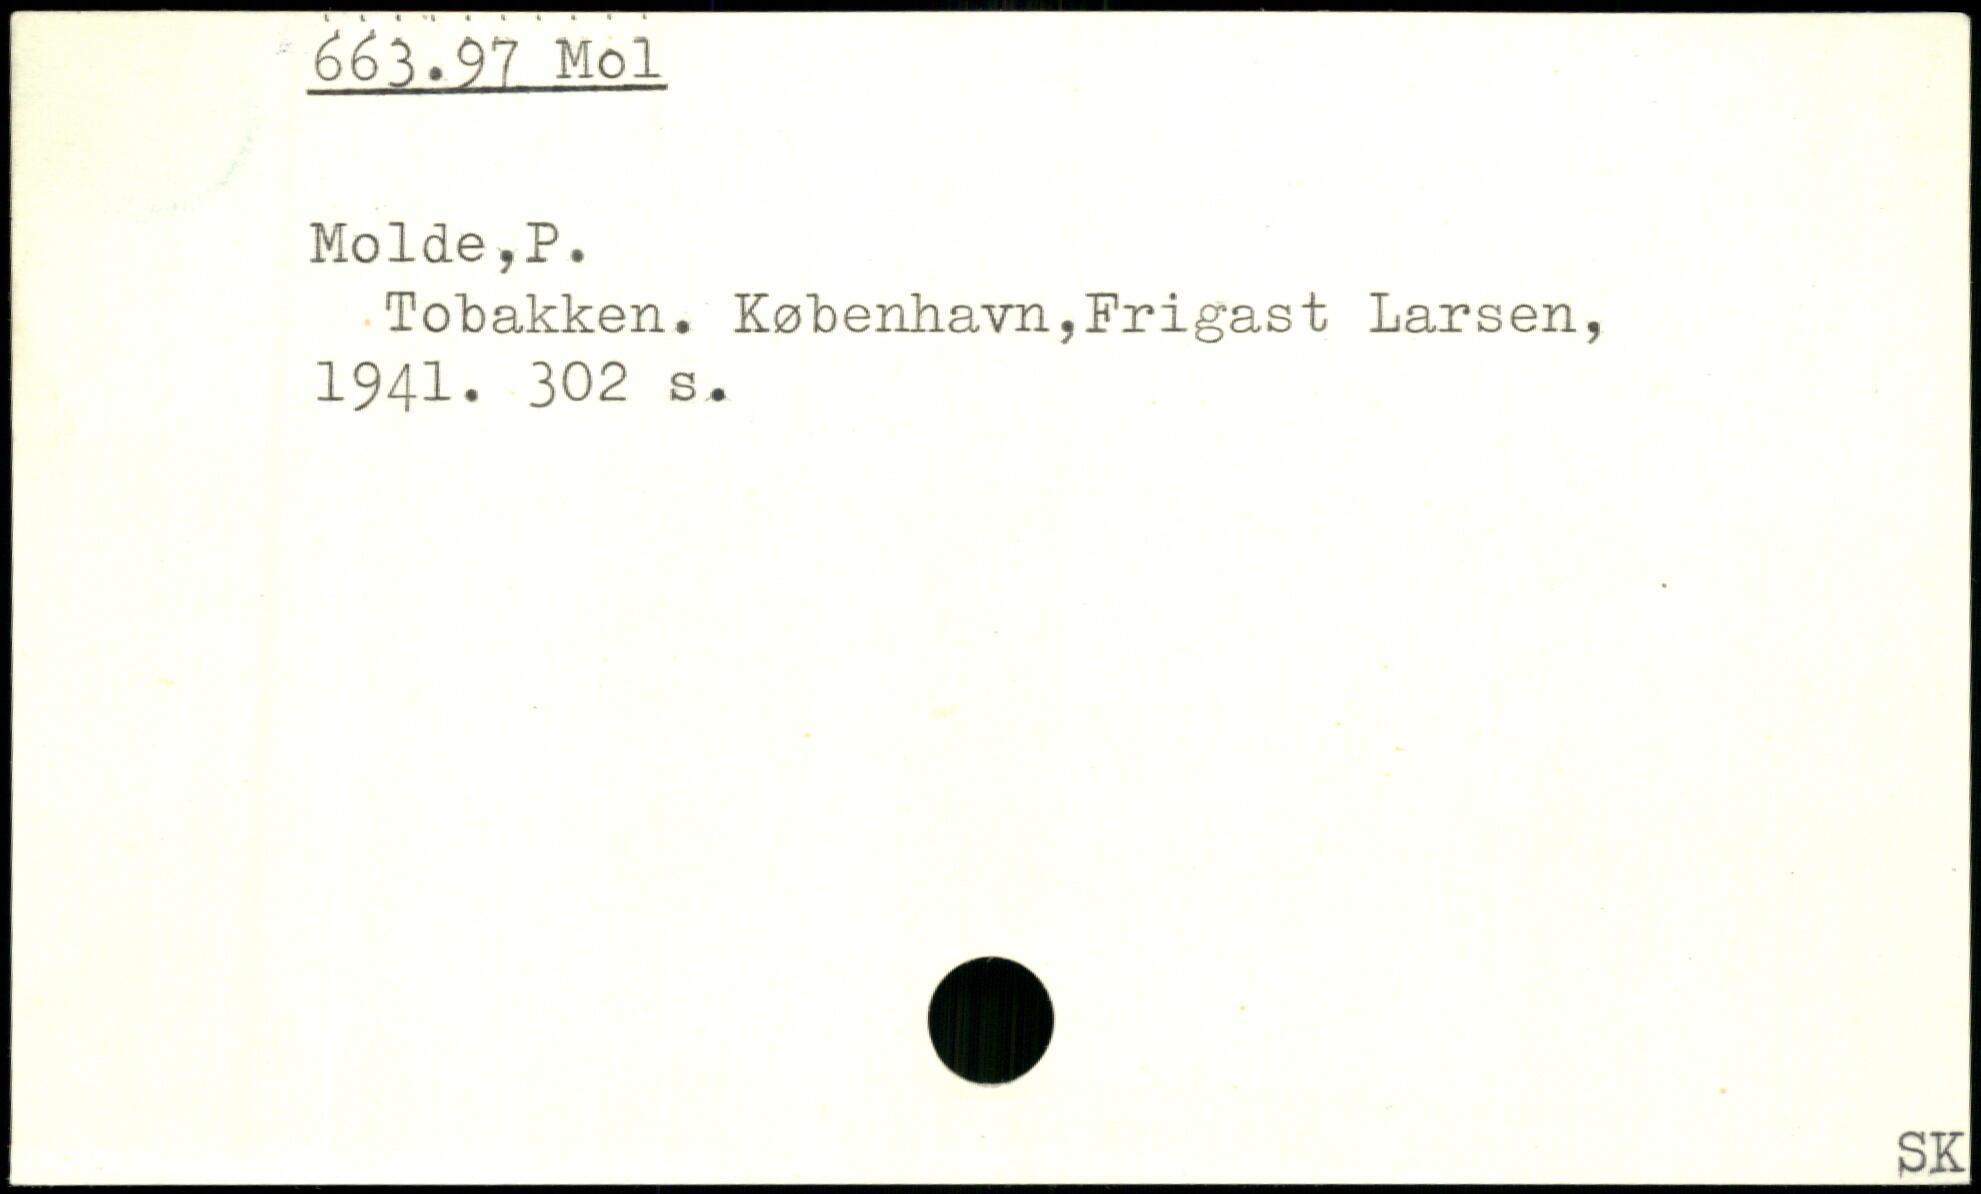 663.97 Mol
Molde,P.
Tobakken. København,Frigast Larsen,
1941. 302 s.
SK